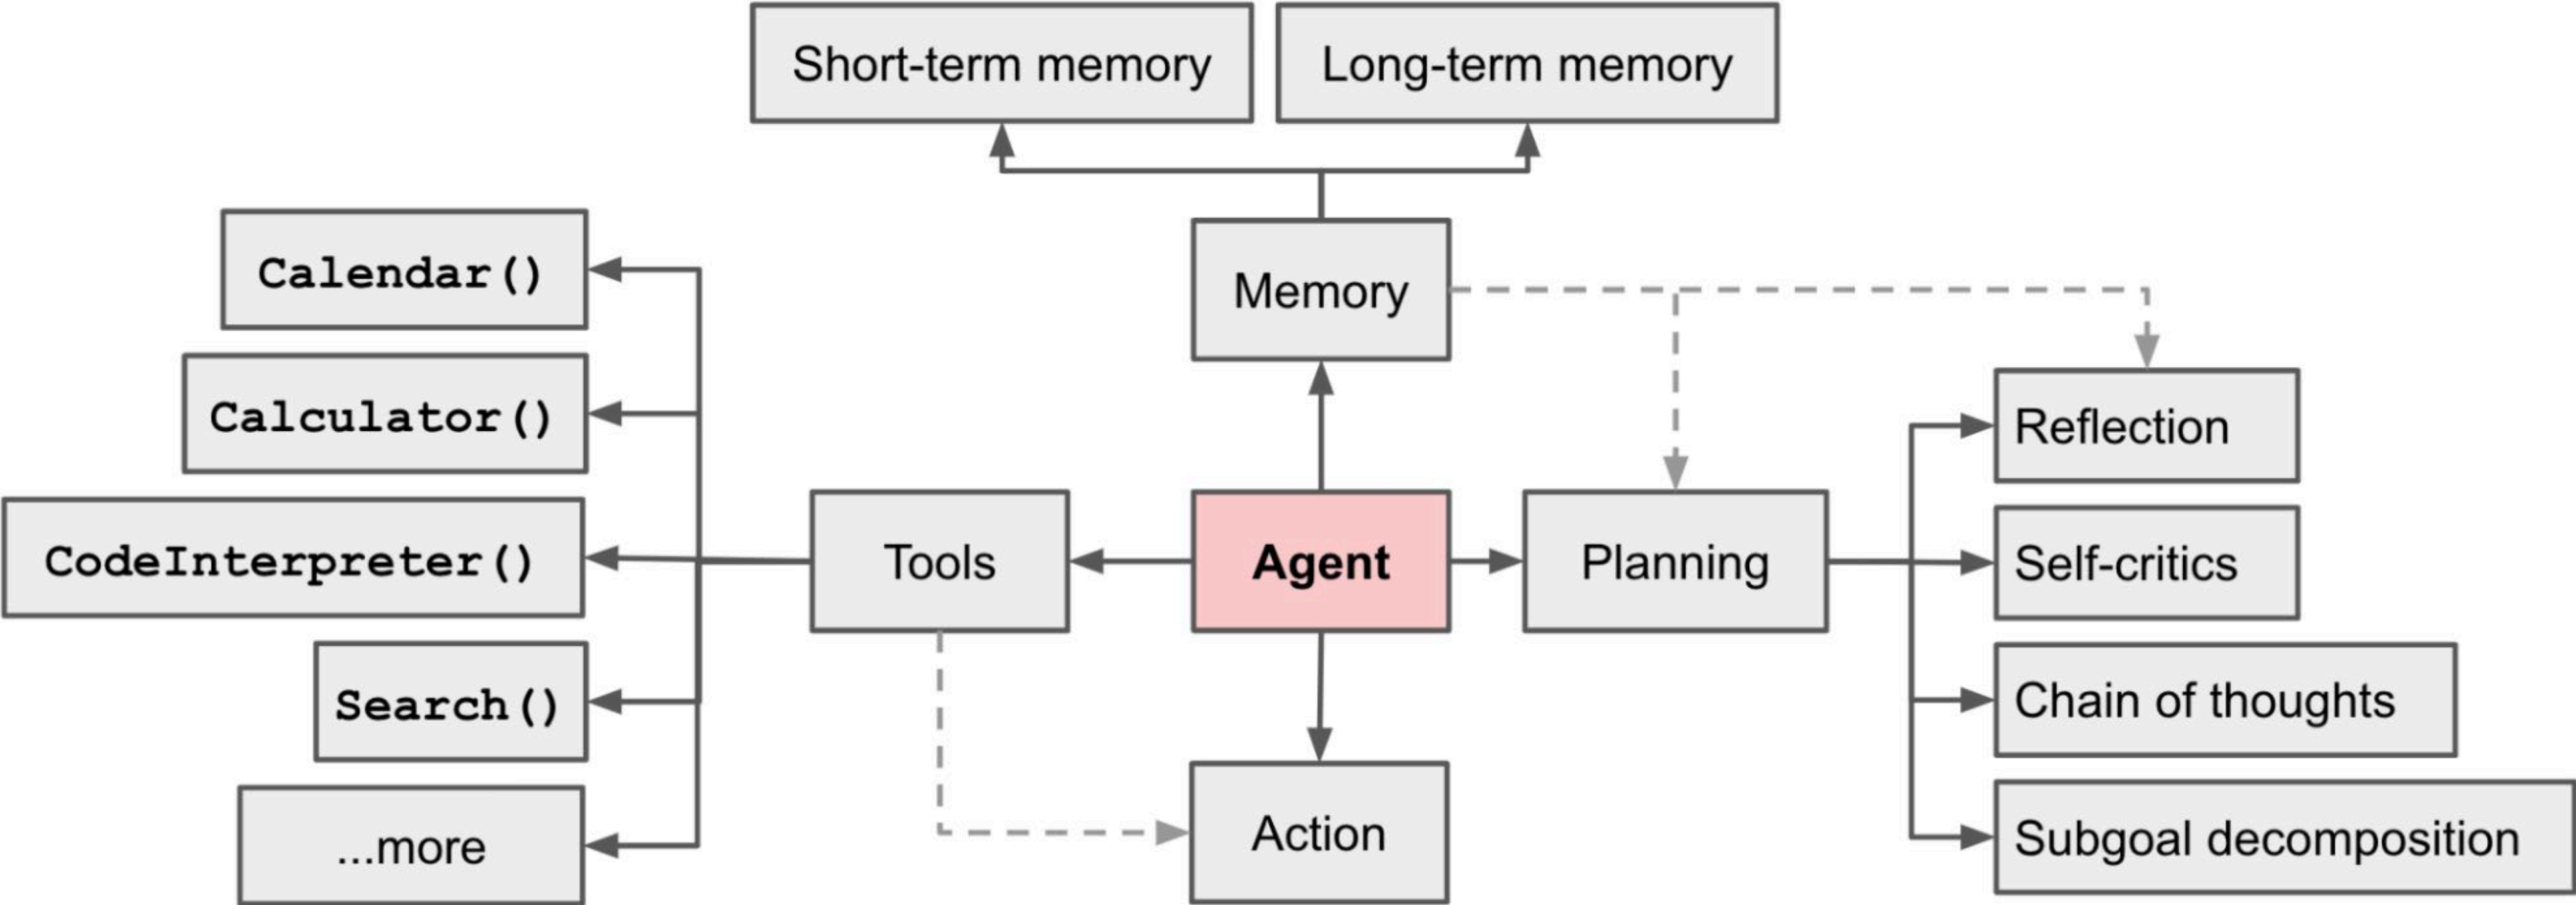 Short-term memory
Long-term memory
Calendar()
Memory
Calculator()
Reflection
CodeInterpreter()
Tools
Agent
Planning
Self-critics
Search()
Chain of thoughts
...more
Action
Subgoal decomposition